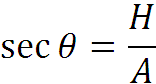 sec θ = H/A